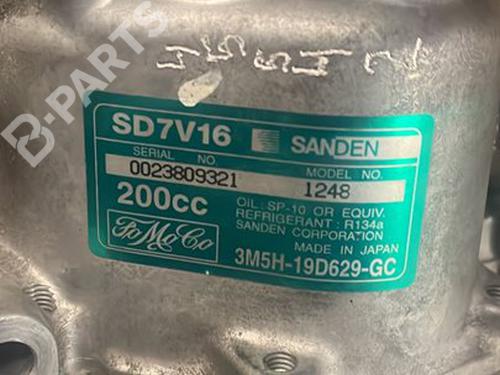 B-PARTS
SD7V16 SANDEN
SERIAL NO. MODEL NO.
0023809321 1248
200cc OIL: SP-10 OR EQUIV.
REFRIGERANT : R134a
SANDEN CORPORATION
FoMoCo MADE IN JAPAN
3M5H-19D629-GC